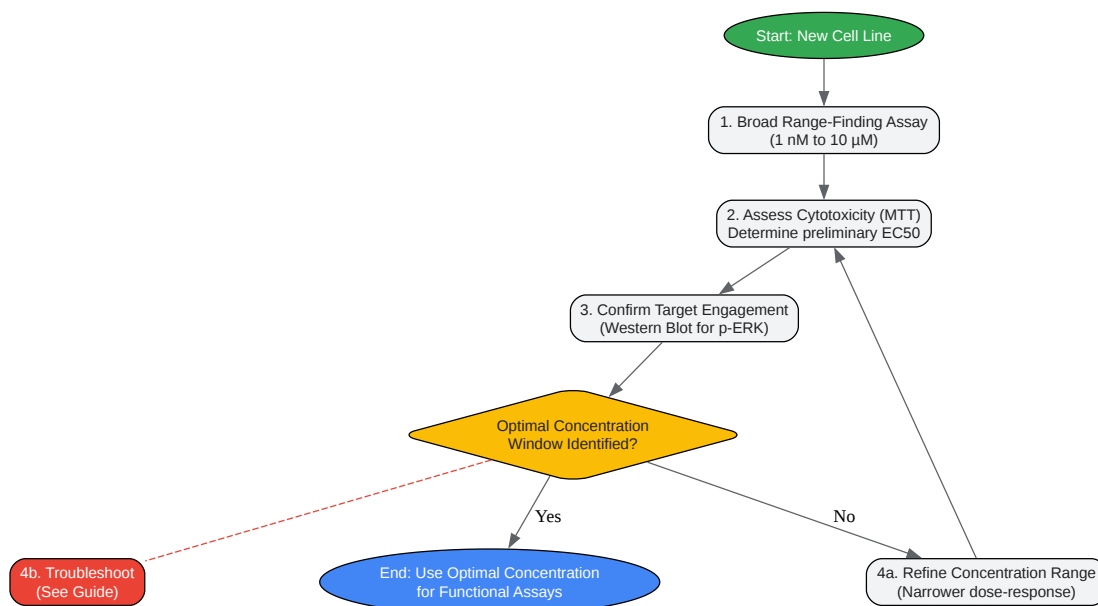 Start: New Cell Line
1. Broad Range-Finding Assay
(1 nM to 10 µM)
2. Assess Cytotoxicity (MTT)
Determine preliminary EC50
3. Confirm Target Engagement
(Western Blot for p-ERK)
Optimal Concentration
Window Identified?
Yes
No
4b. Troubleshoot
(See Guide)
End: Use Optimal Concentration
for Functional Assays
4a. Refine Concentration Range
(Narrower dose-response)